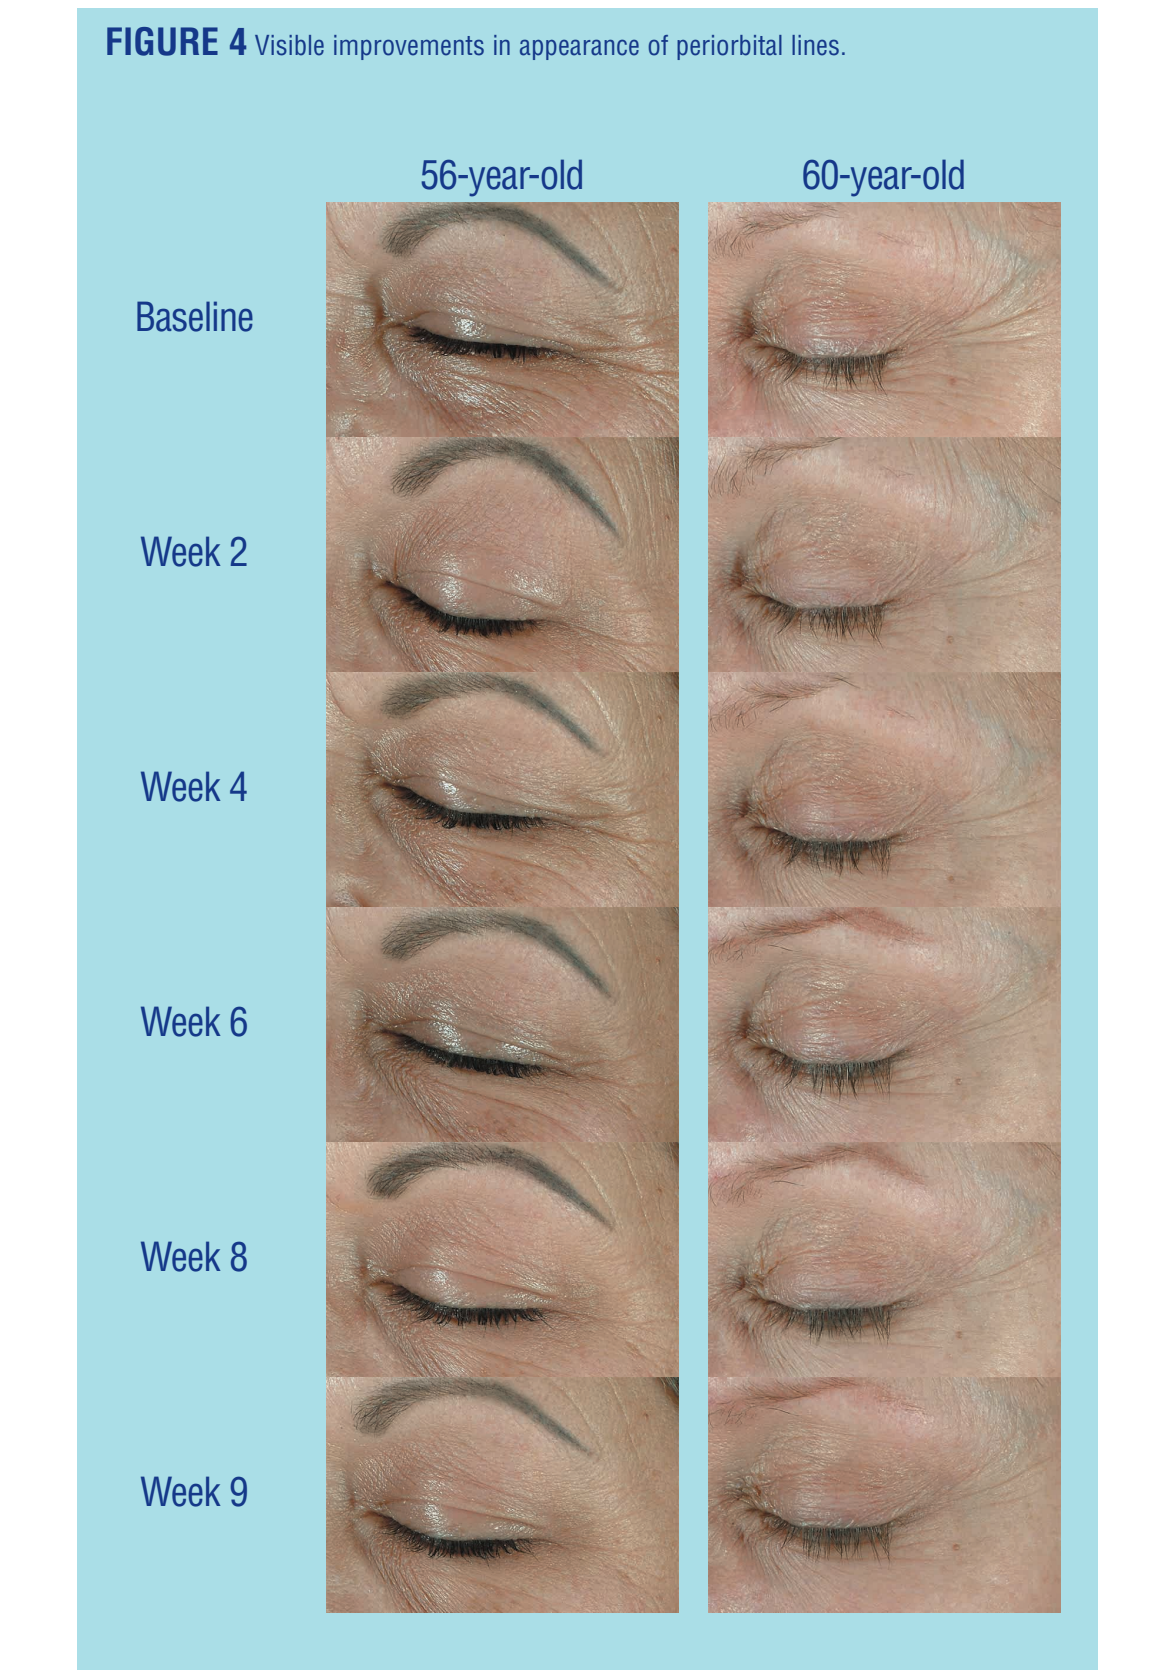 FIGURE 4 Visible improvements in appearance of periorbital lines.
56-year-old 60-year-old
Baseline
Week 2
Week 4
Week 6
Week 8
Week 9